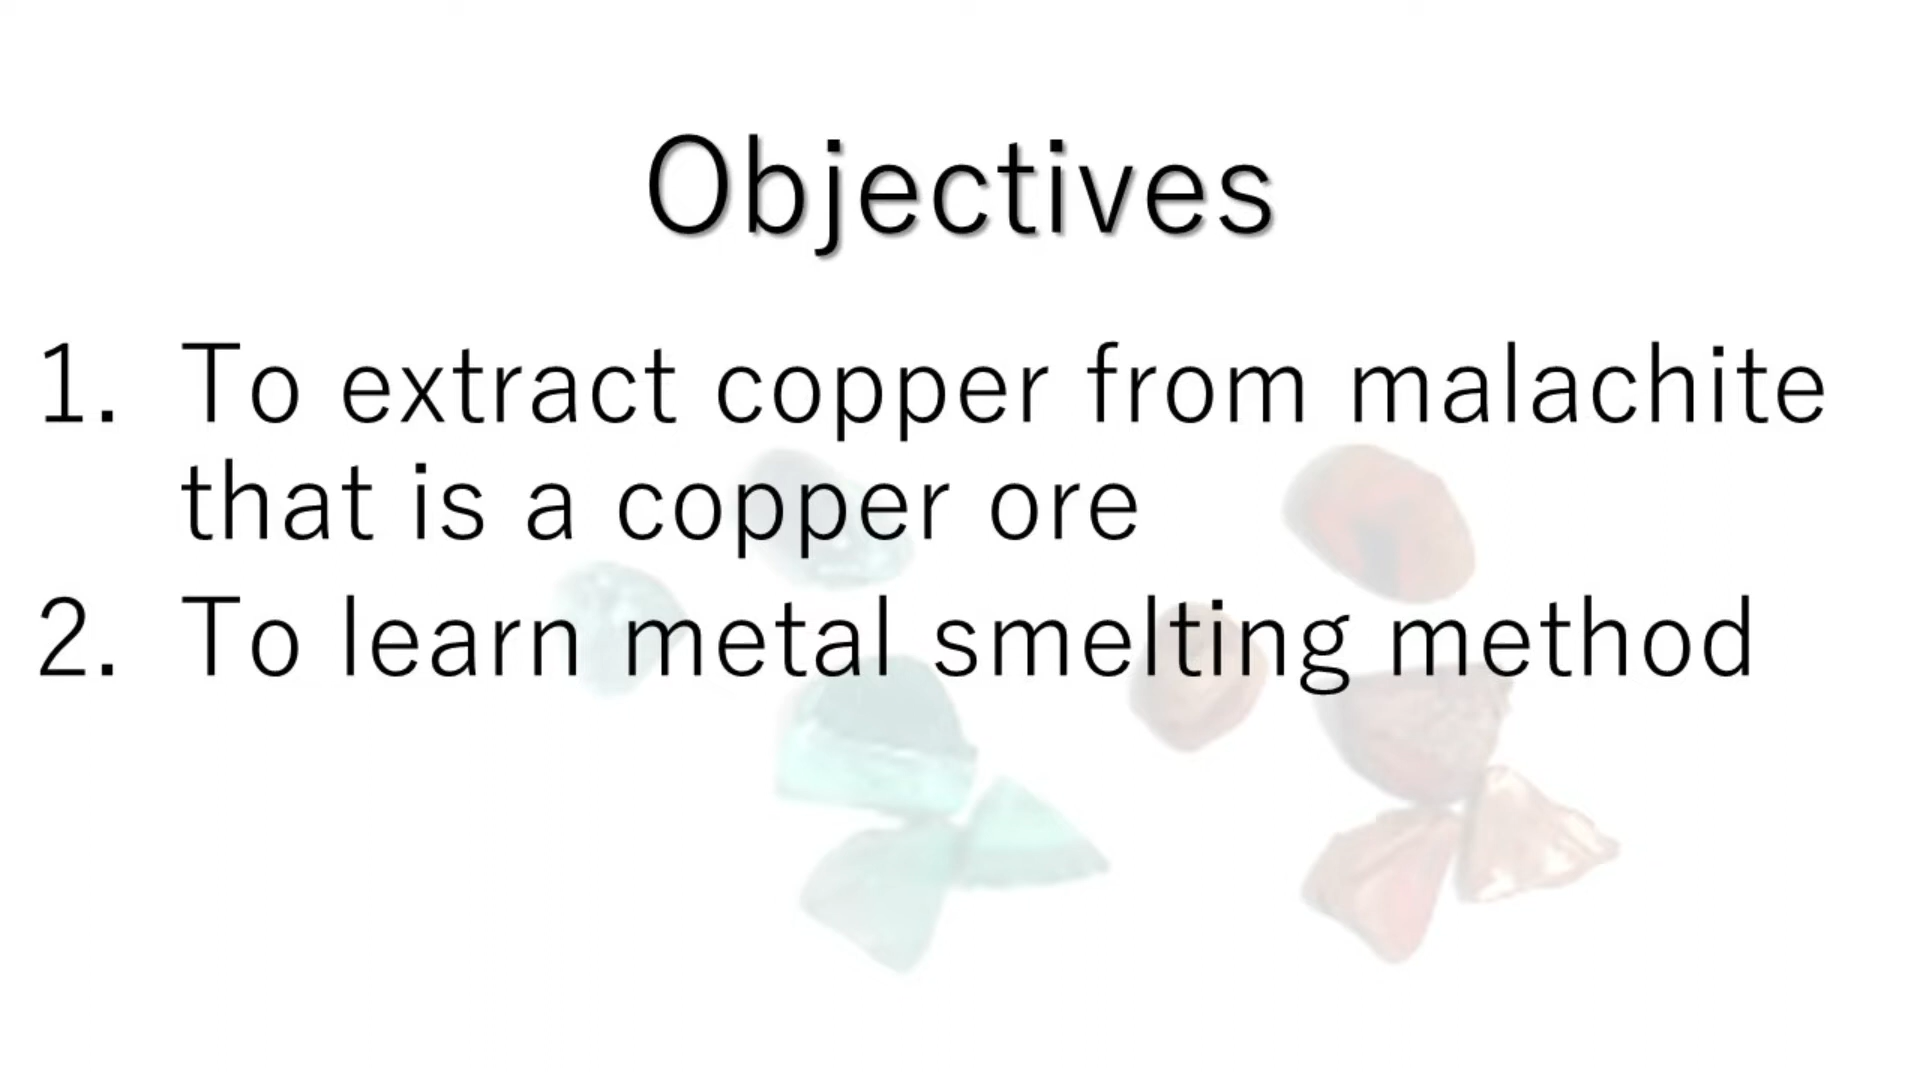 Objectives
1. To extract copper from malachite
that is a copper ore
2. To learn metal smelting method